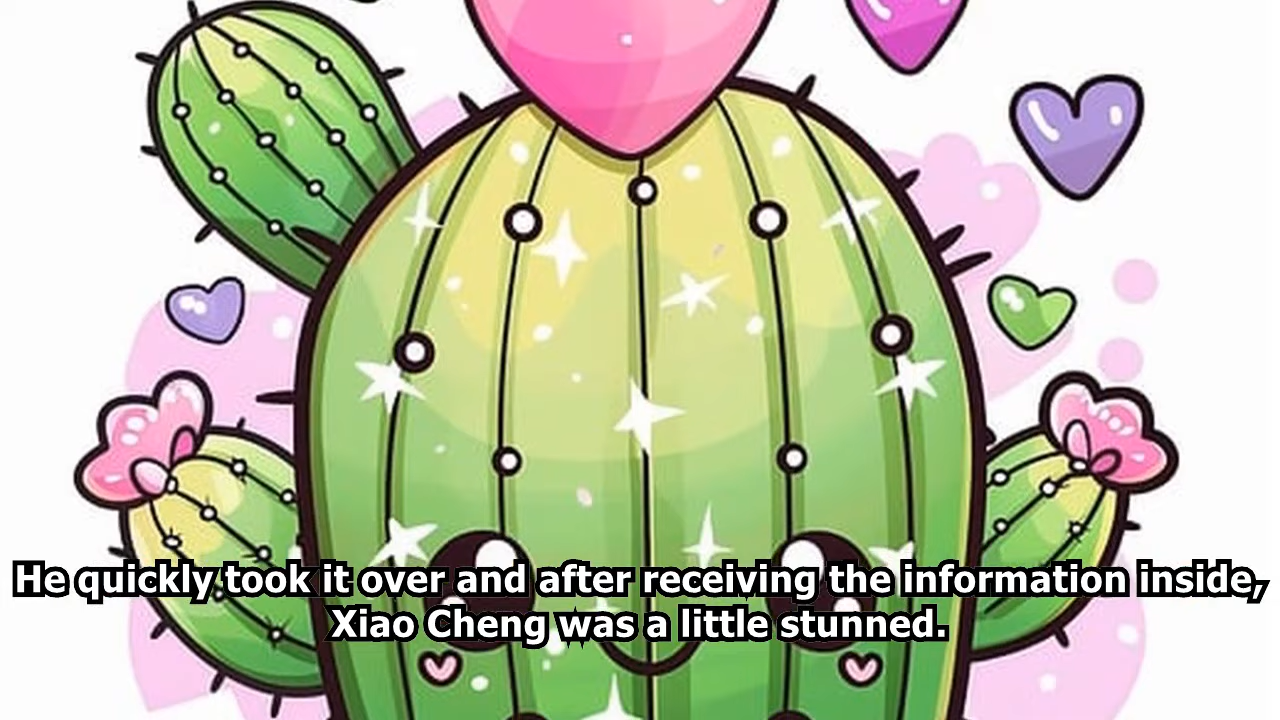 He quickly took it over and after receiving the information inside,
Xiao Cheng was a little stunned.